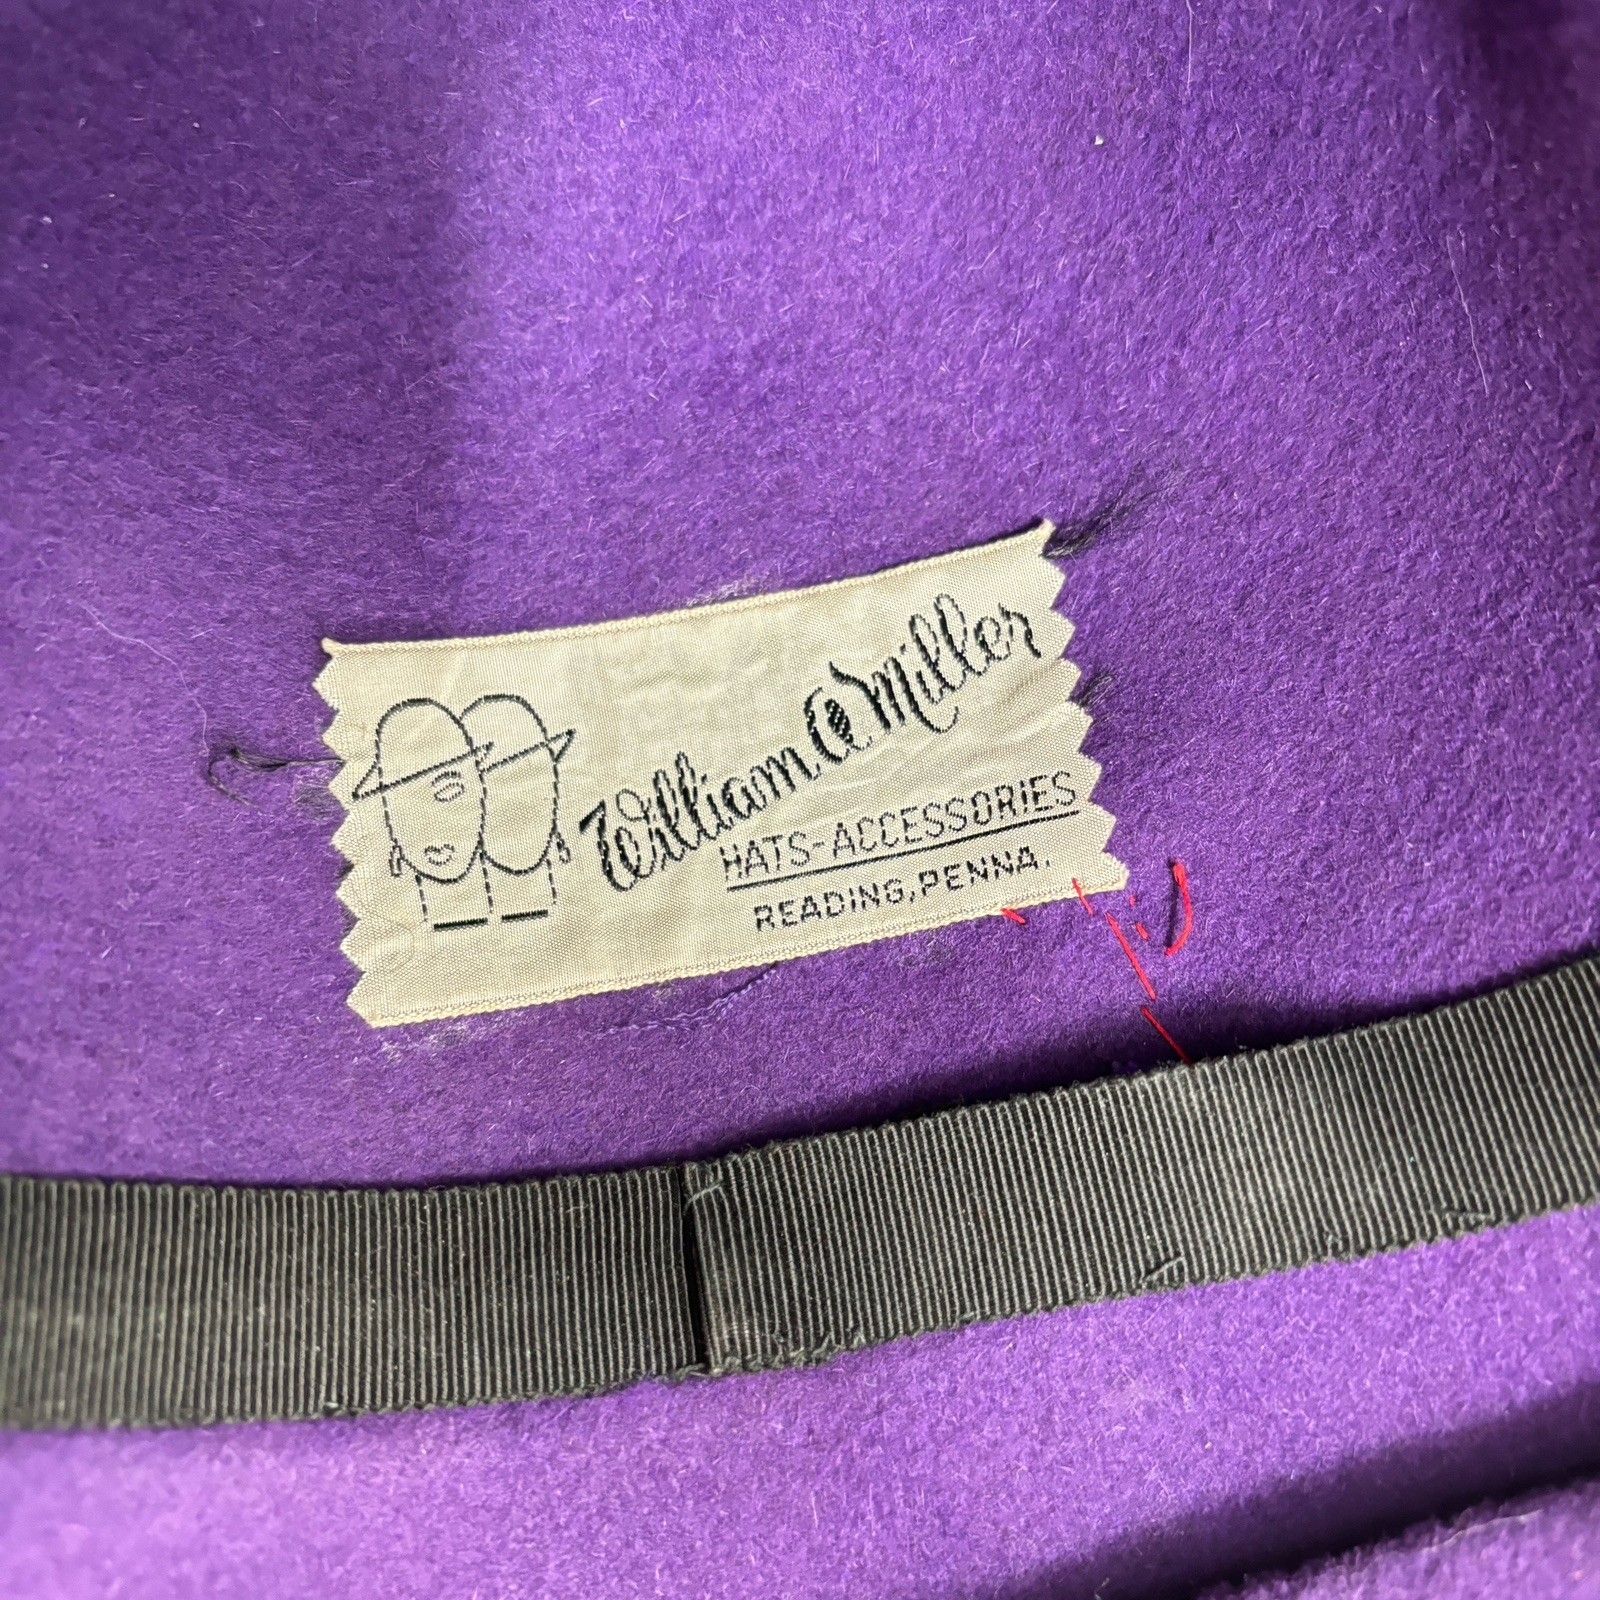 William A Miller
HATS-ACCESSORIES
READING, PENNA.